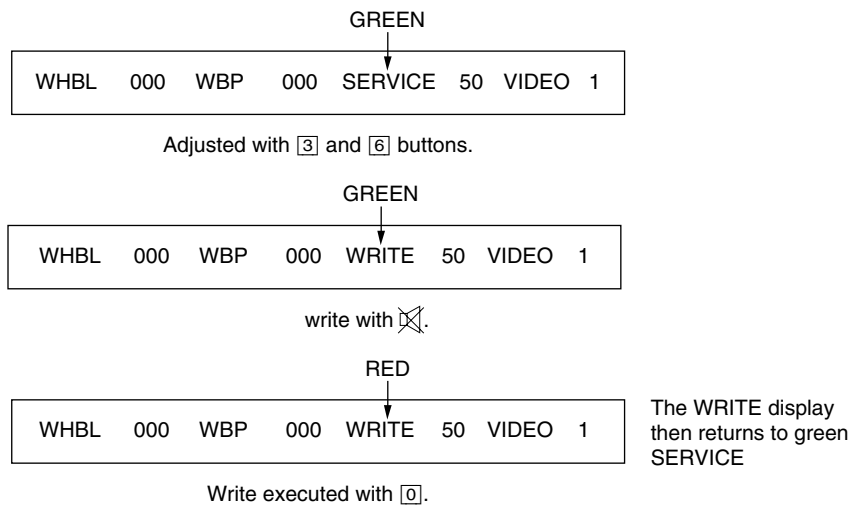 GREEN
WHBL 000 WBP 000 SERVICE 50 VIDEO 1
Adjusted with 3 and 6 buttons.
GREEN
WHBL 000 WBP 000 WRITE 50 VIDEO 1
write with .
RED
WHBL 000 WBP 000 WRITE 50 VIDEO 1
The WRITE display
then returns to green
SERVICE
Write executed with 0.